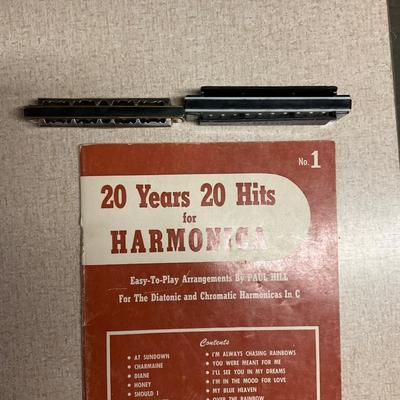 No. 1
20 Years 20 Hits
for
HARMONICA
Easy-To-Play Arrangements By PAUL HILL
For The Diatonic and Chromatic Harmonicas In C
Contents
• AT SUNDOWN
• CHARMAINE
• DIANE
• HONEY
• SHOULD I
• I'M ALWAYS CHASING RAINBOWS
• YOU WERE MEANT FOR ME
• I'LL SEE YOU IN MY DREAMS
• I'M IN THE MOOD FOR LOVE
• MY BLUE HEAVEN
• OVER THE RAINBOW